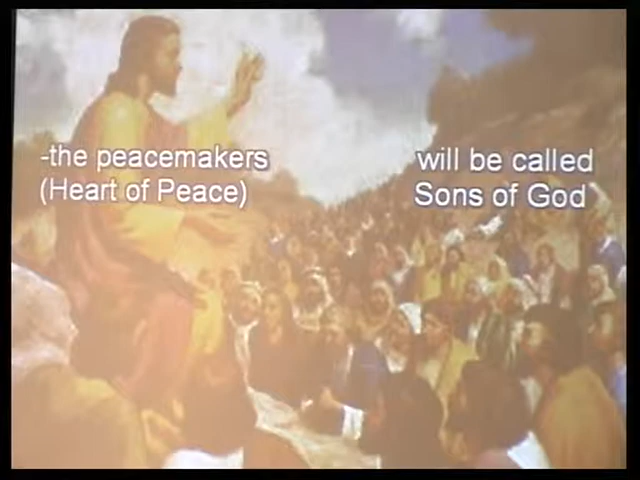 -the peacemakers
(Heart of Peace)
will be called
Sons of God